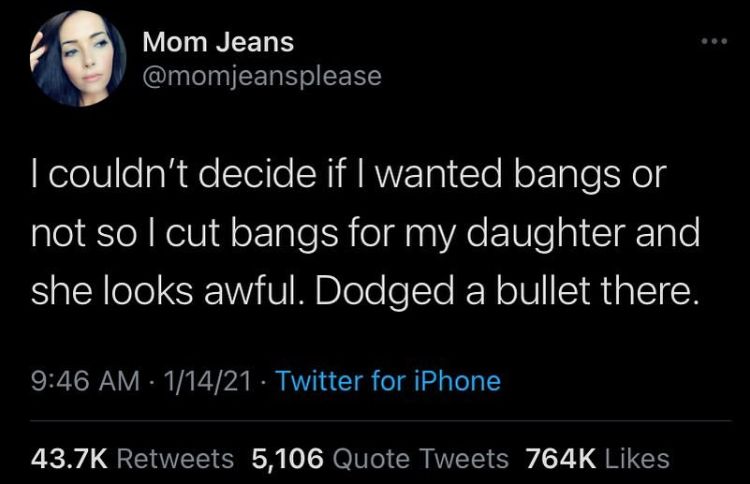 Mom Jeans
@momjeansplease
I couldn’t decide if I wanted bangs or
not so I cut bangs for my daughter and
she looks awful. Dodged a bullet there.
9:46 AM · 1/14/21 · Twitter for iPhone
43.7K Retweets 5,106 Quote Tweets 764K Likes